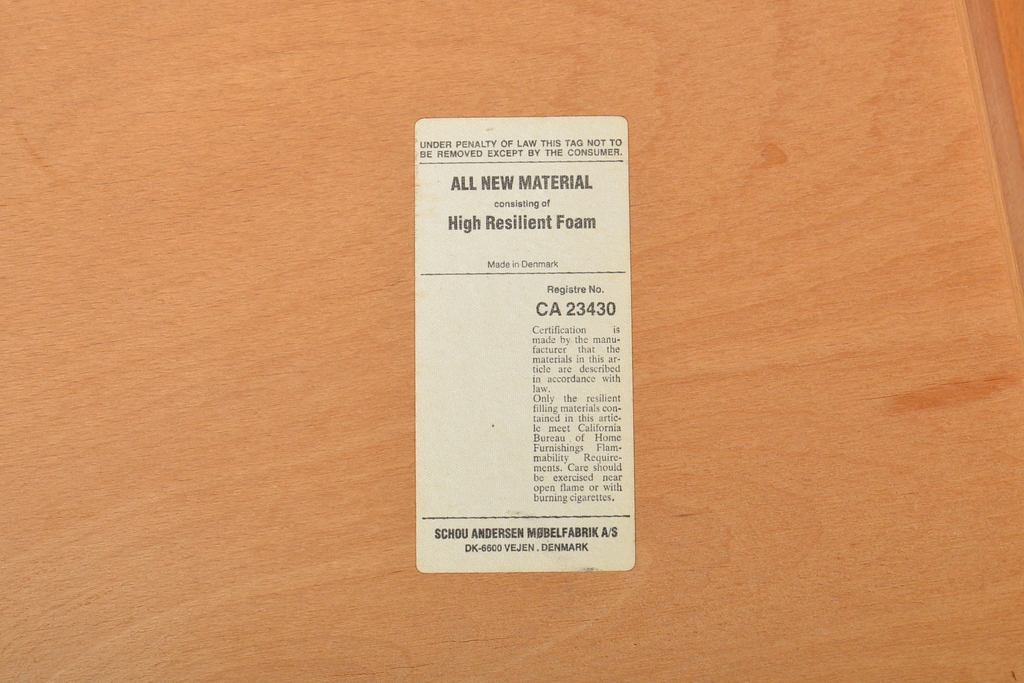 UNDER PENALTY OF LAW THIS TAG NOT TO
BE REMOVED EXCEPT BY THE CONSUMER.
ALL NEW MATERIAL
consisting of
High Resilient Foam
Made in Denmark
Registre No.
CA 23430
Certification is
made by the manu-
facturer that the
materials in this ar-
ticle are described
in accordance with
law.
Only the resilient
filling materials con-
tained in this artic-
le meet California
Bureau of Home
Furnishings Flam-
mability Require-
ments. Care should
be exercised near
open flame or with
burning cigarettes.
SCHOU ANDERSEN MØBELFABRIK A/S
DK-6600 VEJEN . DENMARK